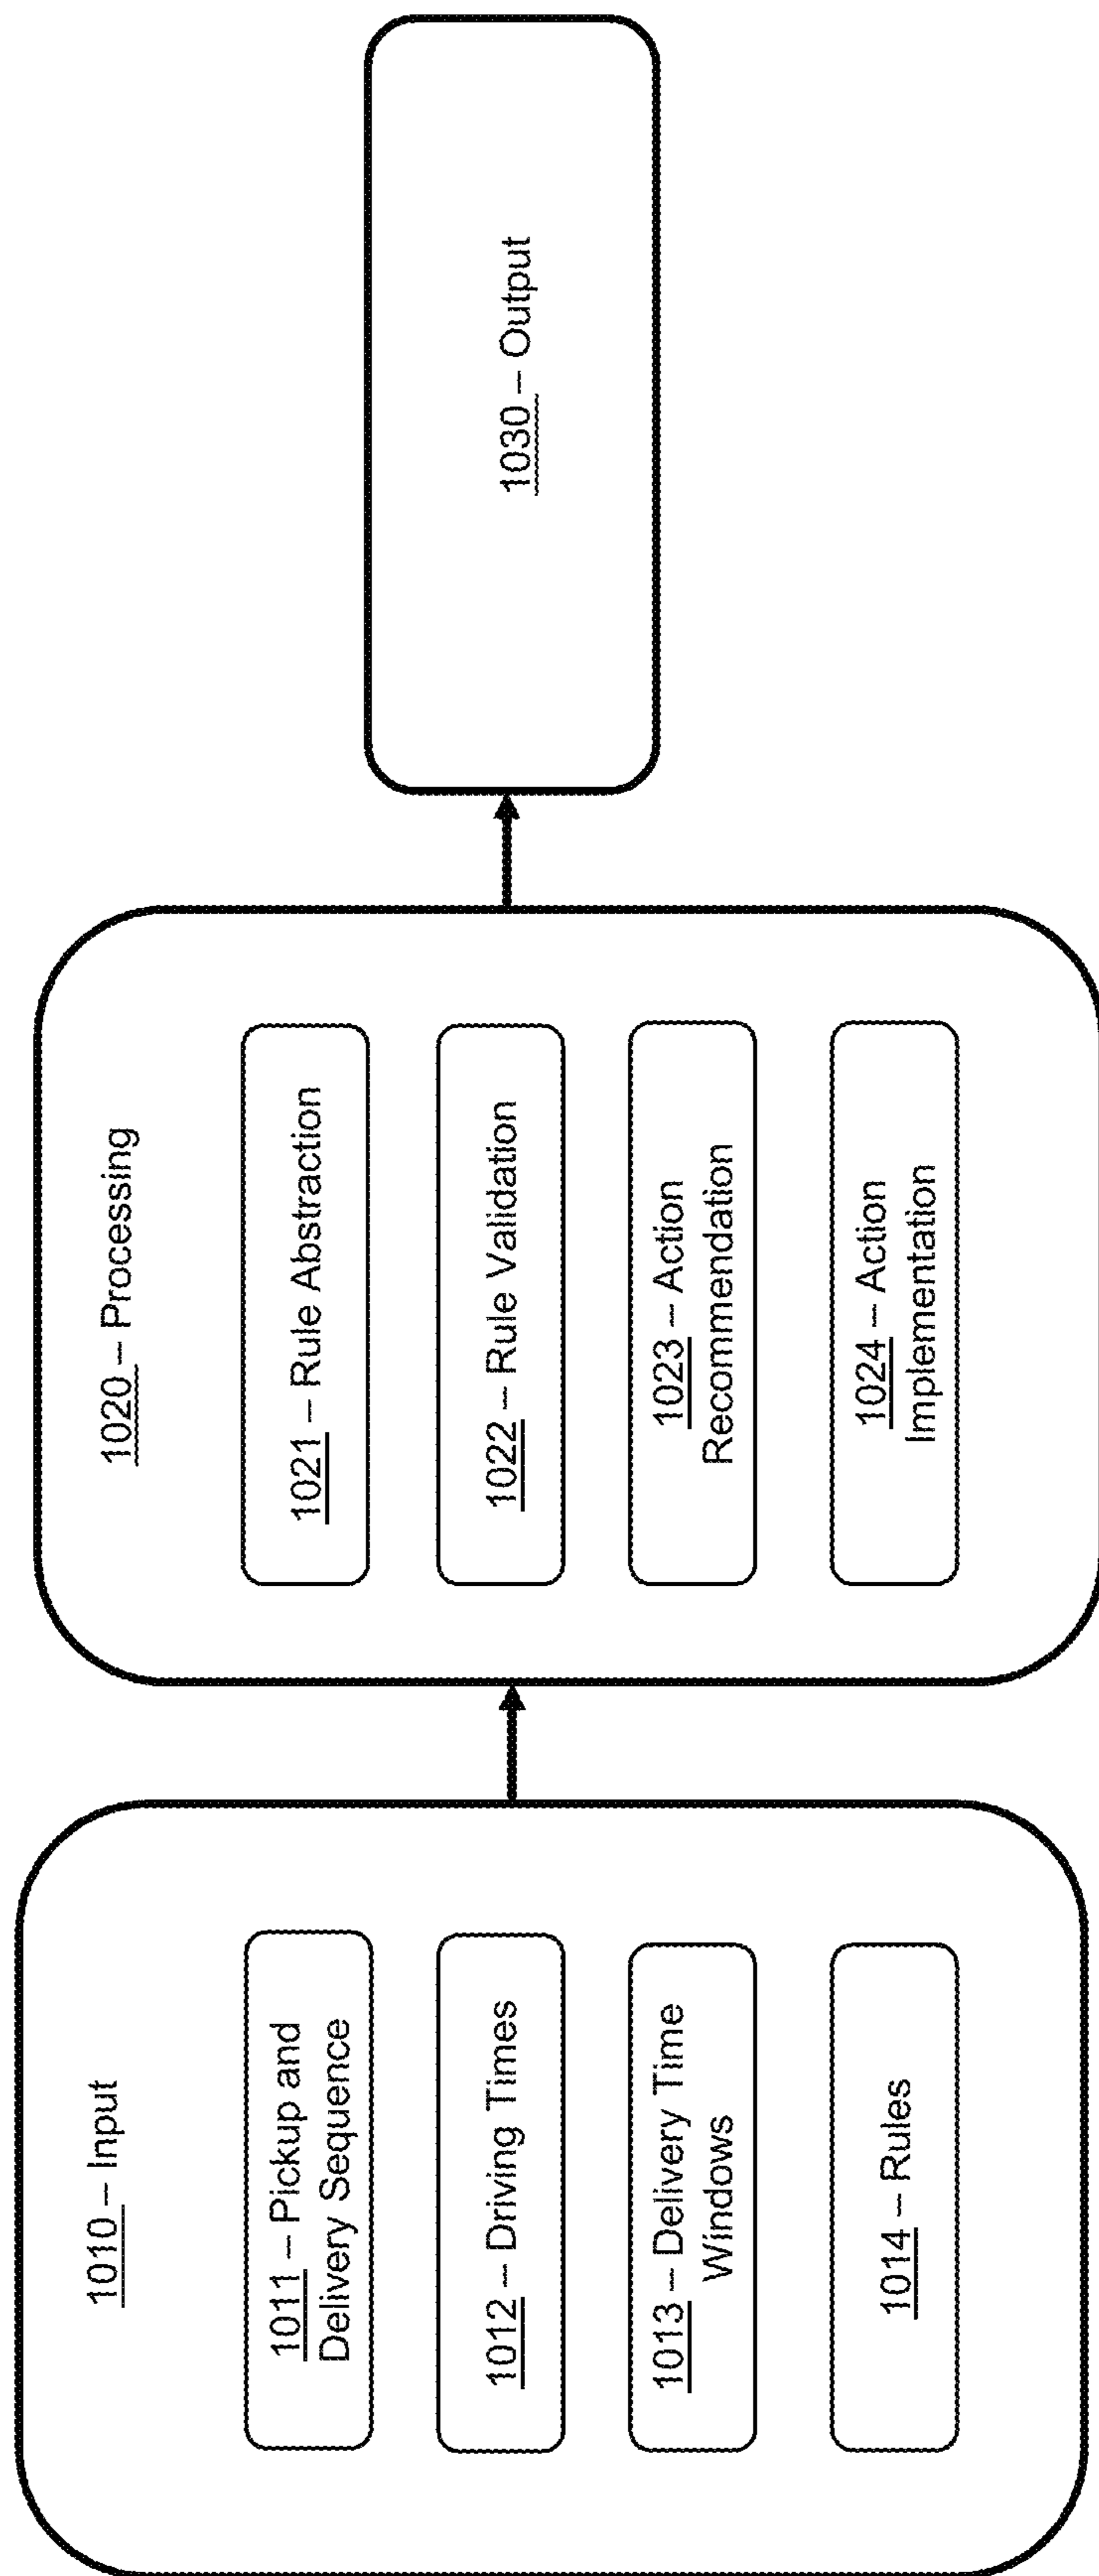 1010 – Input
1011 – Pickup and
Delivery Sequence
1012 – Driving Times
1013 – Delivery Time
Windows
1014 – Rules
1020 – Processing
1021 – Rule Abstraction
1022 – Rule Validation
1023 – Action
Recommendation
1024 – Action
Implementation
1030 – Output